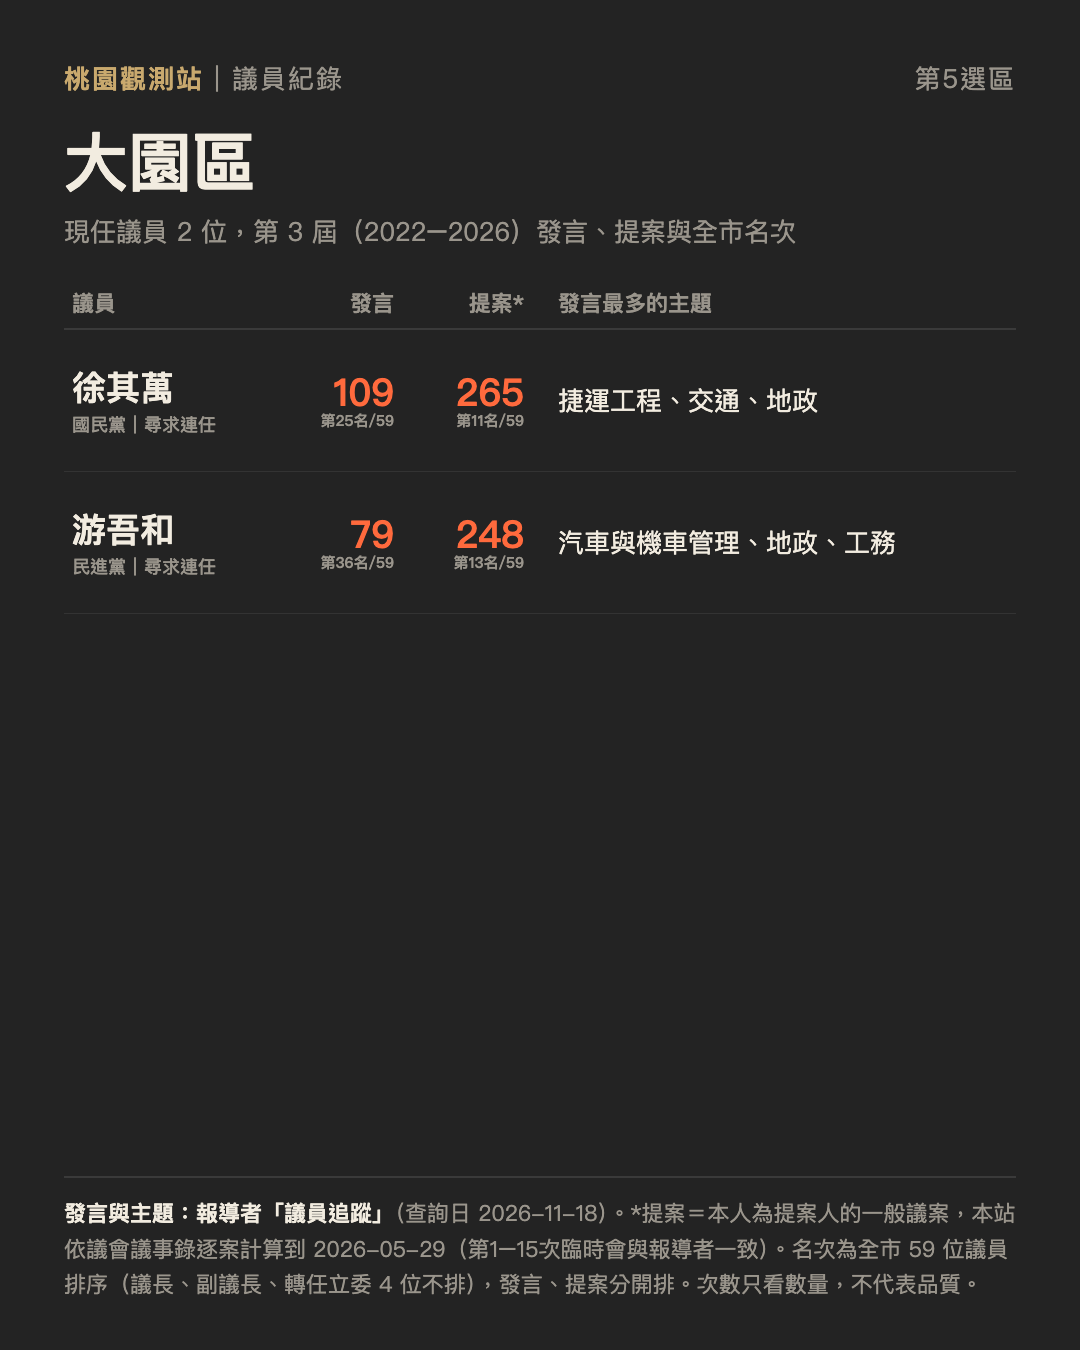 桃園觀測站｜議員紀錄
第5選區
大園區
現任議員 2 位，第 3 屆（2022—2026）發言、提案與全市名次
議員 發言 提案* 發言最多的主題
徐其萬 109 265 捷運工程、交通、地政
國民黨｜尋求連任 第25名/59 第11名/59
游吾和 79 248 汽車與機車管理、地政、工務
民進黨｜尋求連任 第36名/59 第13名/59
發言與主題：報導者「議員追蹤」（查詢日 2026–11–18）。*提案＝本人為提案人的一般議案，本站
依議會議事錄逐案計算到 2026–05–29（第1—15次臨時會與報導者一致）。名次為全市 59 位議員
排序（議長、副議長、轉任立委 4 位不排），發言、提案分開排。次數只看數量，不代表品質。